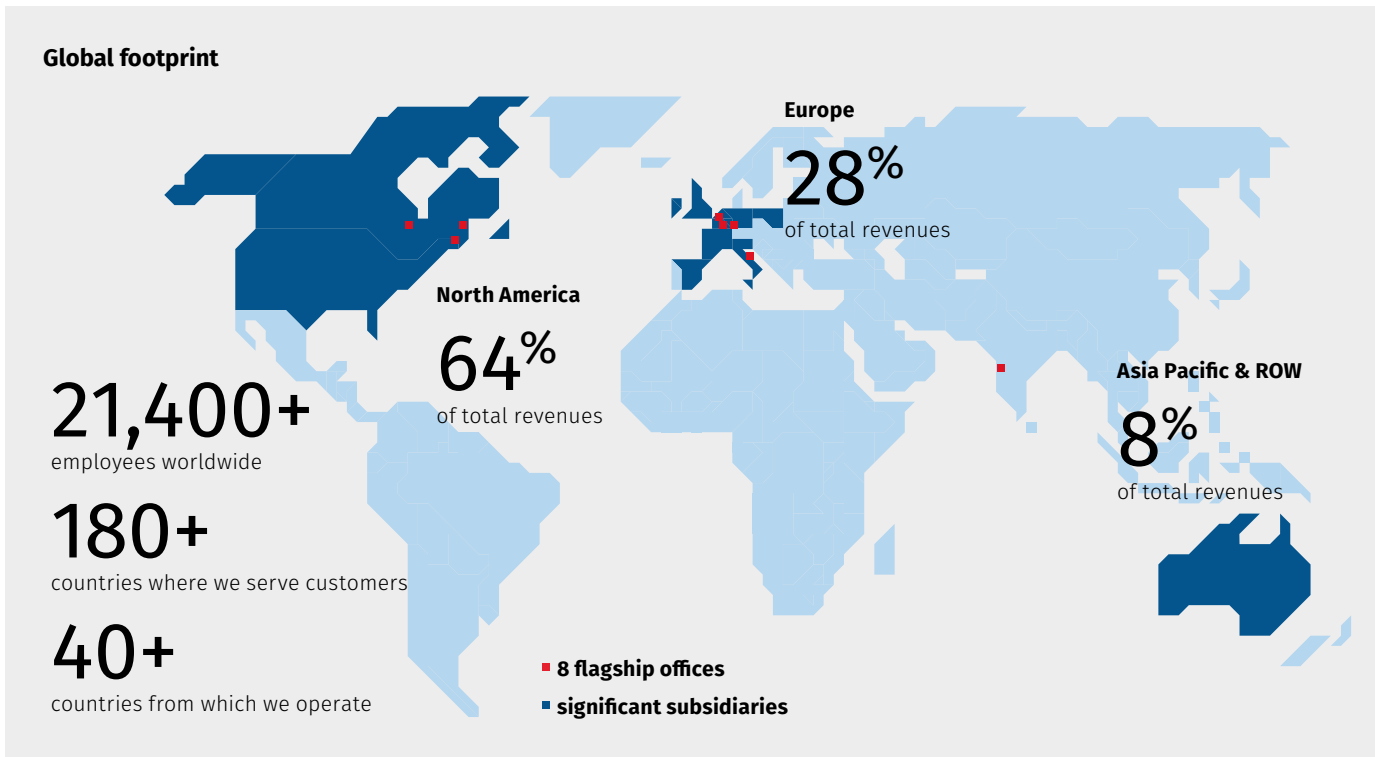 Global footprint
Europe
28%
of total revenues
North America
64%
of total revenues
Asia Pacific & ROW
8%
of total revenues
21,400+
employees worldwide
180+
countries where we serve customers
40+
countries from which we operate
8 flagship offices
significant subsidiaries